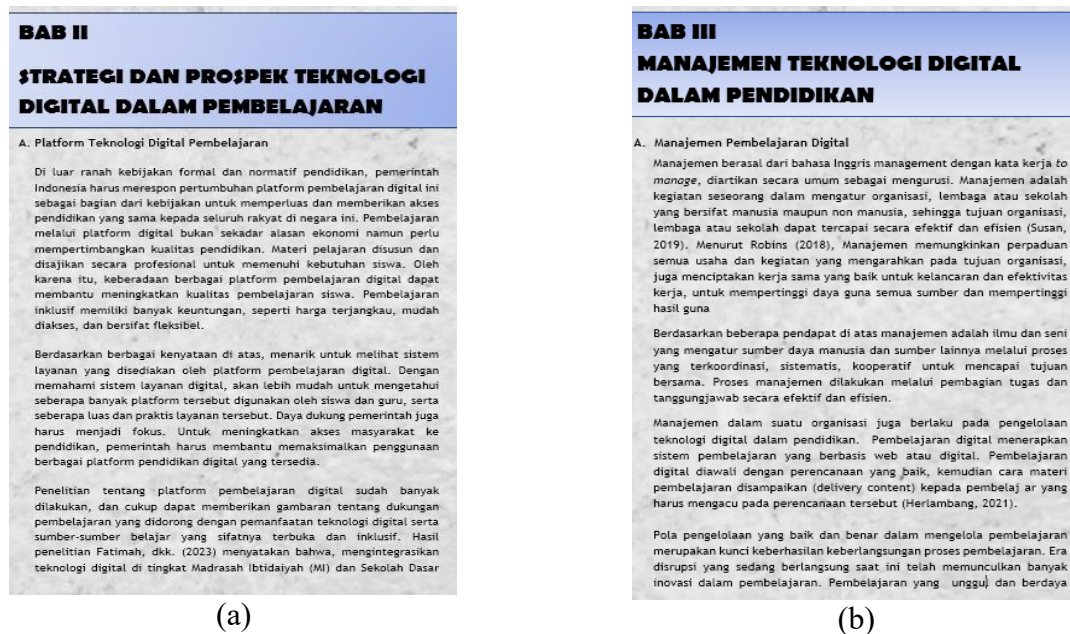 BAB II
STRATEGI DAN PROSPEK TEKNOLOGI
DIGITAL DALAM PEMBELAJARAN
A. Platform Teknologi Digital Pembelajaran
Di luar ranah kebijakan formal dan normatif pendidikan, pemerintah
Indonesia harus merespon pertumbuhan platform pembelajaran digital ini
sebagai bagian dari kebijakan untuk memperluas dan memberikan akses
pendidikan yang sama kepada seluruh rakyat di negara ini. Pembelajaran
melalui platform digital bukan sekadar alasan ekonomi namun perlu
mempertimbangkan kualitas pendidikan. Materi pelajaran disusun dan
disajikan secara profesional untuk memenuhi kebutuhan siswa. Oleh
karena itu, keberadaan berbagai platform pembelajaran digital dapat
membantu meningkatkan kualitas pembelajaran siswa. Pembelajaran
inklusif memiliki banyak keuntungan, seperti harga terjangkau, mudah
diakses, dan bersifat fleksibel.
Berdasarkan berbagai kenyataan di atas, menarik untuk melihat sistem
layanan yang disediakan oleh platform pembelajaran digital. Dengan
memahami sistem layanan digital, akan lebih mudah untuk mengetahui
seberapa banyak platform tersebut digunakan oleh siswa dan guru, serta
seberapa luas dan praktis layanan tersebut. Daya dukung pemerintah juga
harus menjadi fokus. Untuk meningkatkan akses masyarakat ke
pendidikan, pemerintah harus membantu memaksimalkan penggunaan
berbagai platform pendidikan digital yang tersedia.
Penelitian tentang platform pembelajaran digital sudah banyak
dilakukan, dan cukup dapat memberikan gambaran tentang dukungan
pembelajaran yang didorong dengan pemanfaatan teknologi digital serta
sumber-sumber belajar yang sifatnya terbuka dan inklusif. Hasil
penelitian Fatimah, dkk. (2023) menyatakan bahwa, mengintegrasikan
teknologi digital di tingkat Madrasah Ibtidaiyah (MI) dan Sekolah Dasar
(a)
BAB III
MANAJEMEN TEKNOLOGI DIGITAL
DALAM PENDIDIKAN
A. Manajemen Pembelajaran Digital
Manajemen berasal dari bahasa Inggris management dengan kata kerja to
manage, diartikan secara umum sebagai mengurusi. Manajemen adalah
kegiatan seseorang dalam mengatur organisasi, lembaga atau sekolah
yang bersifat manusia maupun non manusia, sehingga tujuan organisasi,
lembaga atau sekolah dapat tercapai secara efektif dan efisien (Susan,
2019). Menurut Robins (2018), Manajemen memungkinkan perpaduan
semua usaha dan kegiatan yang mengarahkan pada tujuan organisasi,
juga menciptakan kerja sama yang baik untuk kelancaran dan efektivitas
kerja, untuk mempertinggi daya guna semua sumber dan mempertinggi
hasil guna
Berdasarkan beberapa pendapat di atas manajemen adalah ilmu dan seni
yang mengatur sumber daya manusia dan sumber lainnya melalui proses
yang terkoordinasi, sistematis, kooperatif untuk mencapai tujuan
bersama. Proses manajemen dilakukan melalui pembagian tugas dan
tanggungjawab secara efektif dan efisien.
Manajemen dalam suatu organisasi juga berlaku pada pengelolaan
teknologi digital dalam pendidikan. Pembelajaran digital menerapkan
sistem pembelajaran yang berbasis web atau digital. Pembelajaran
digital diawali dengan perencanaan yang baik, kemudian cara materi
pembelajaran disampaikan (delivery content) kepada pembelaj ar yang
harus mengacu pada perencanaan tersebut (Herlambang, 2021).
Pola pengelolaan yang baik dan benar dalam mengelola pembelajaran
merupakan kunci keberhasilan keberlangsungan proses pembelajaran. Era
disrupsi yang sedang berlangsung saat ini telah memunculkan banyak
inovasi dalam pembelajaran. Pembelajaran yang unggul dan berdaya
(b)